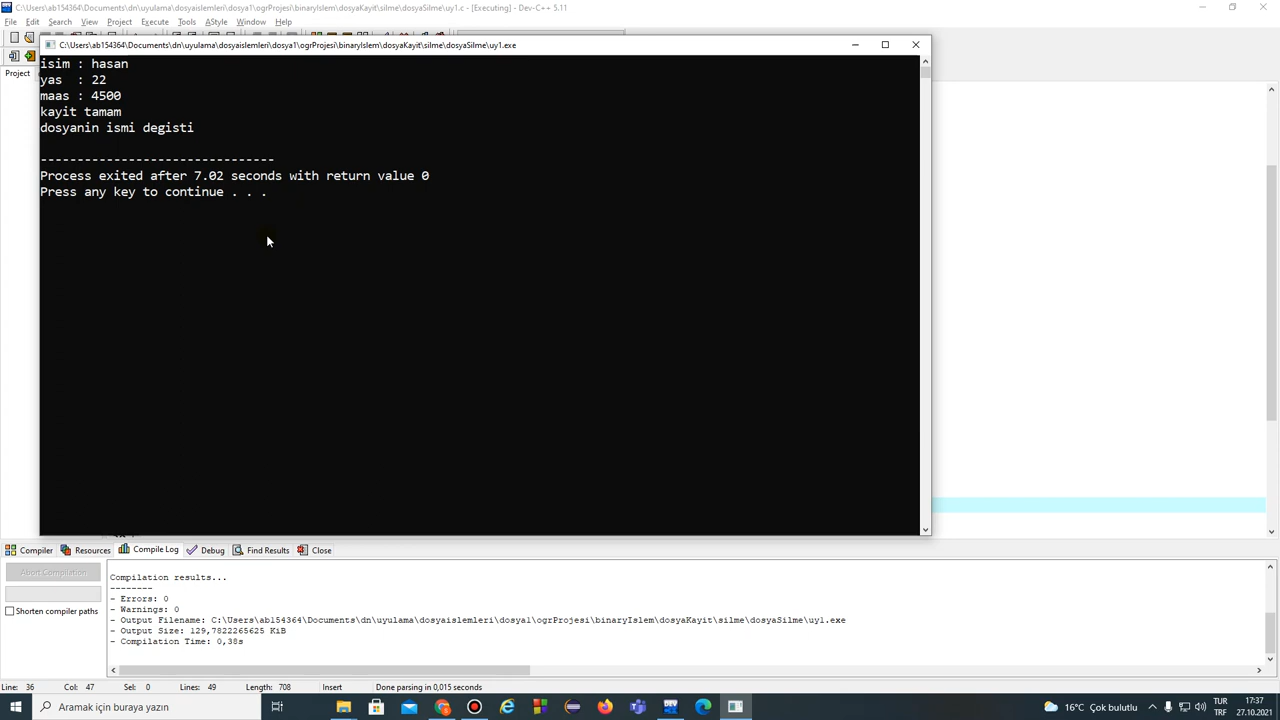 C:\Users\ab154364\Documents\dn\uyulama\dosyaislemleri\dosya1\ogrProjesi\binaryIslem\dosyaKayit\silme\dosyaSilme\uy1.c - [Executing] - Dev-C++ 5.11
File Edit Search View Project Execute Tools AStyle Window Help
C:\Users\ab154364\Documents\dn\uyulama\dosyaislemleri\dosya1\ogrProjesi\binaryIslem\dosyaKayit\silme\dosyaSilme\uy1.exe
Project
isim : hasan
yas  : 22
maas : 4500
kayit tamam
dosyanin ismi degisti
--------------------------------
Process exited after 7.02 seconds with return value 0
Press any key to continue . . .
Compiler Resources Compile Log Debug Find Results Close
Abort Compilation
Shorten compiler paths
Compilation results...
--------
- Errors: 0
- Warnings: 0
- Output Filename: C:\Users\ab154364\Documents\dn\uyulama\dosyaislemleri\dosya1\ogrProjesi\binaryIslem\dosyaKayit\silme\dosyaSilme\uy1.exe
- Output Size: 129,7822265625 KiB
- Compilation Time: 0,38s
Line: 36 Col: 47 Sel: 0 Lines: 49 Length: 708 Insert Done parsing in 0,015 seconds
Aramak için buraya yazın
16°C Çok bulutlu
TUR 17:37
TRF 27.10.2021